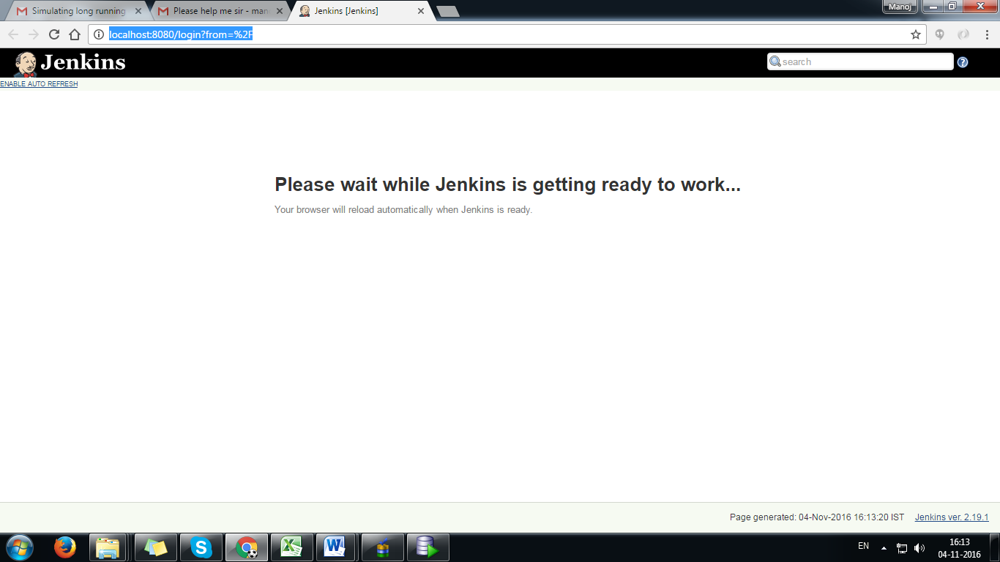 Simulating long running
Please help me sir - man
Jenkins [Jenkins]
Manoj
localhost:8080/login?from=%2F
Jenkins
search
?
ENABLE AUTO REFRESH
Please wait while Jenkins is getting ready to work...
Your browser will reload automatically when Jenkins is ready.
Page generated: 04-Nov-2016 16:13:20 IST
Jenkins ver. 2.19.1
EN
16:13
04-11-2016